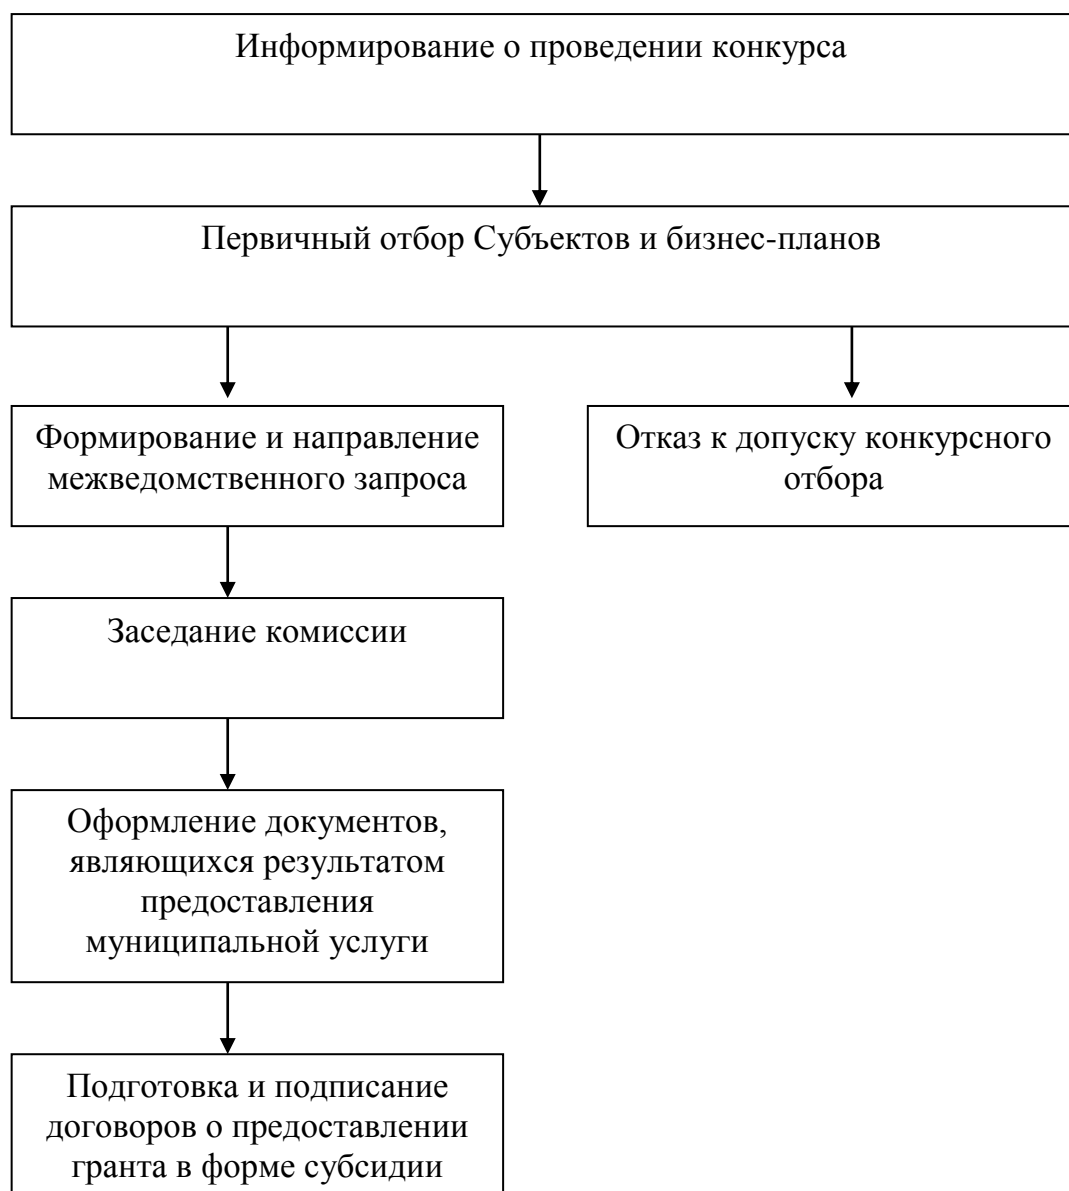 Информирование о проведении конкурса
Первичный отбор Субъектов и бизнес-планов
Формирование и направление
межведомственного запроса
Отказ к допуску конкурсного
отбора
Заседание комиссии
Оформление документов,
являющихся результатом
предоставления
муниципальной услуги
Подготовка и подписание
договоров о предоставлении
гранта в форме субсидии